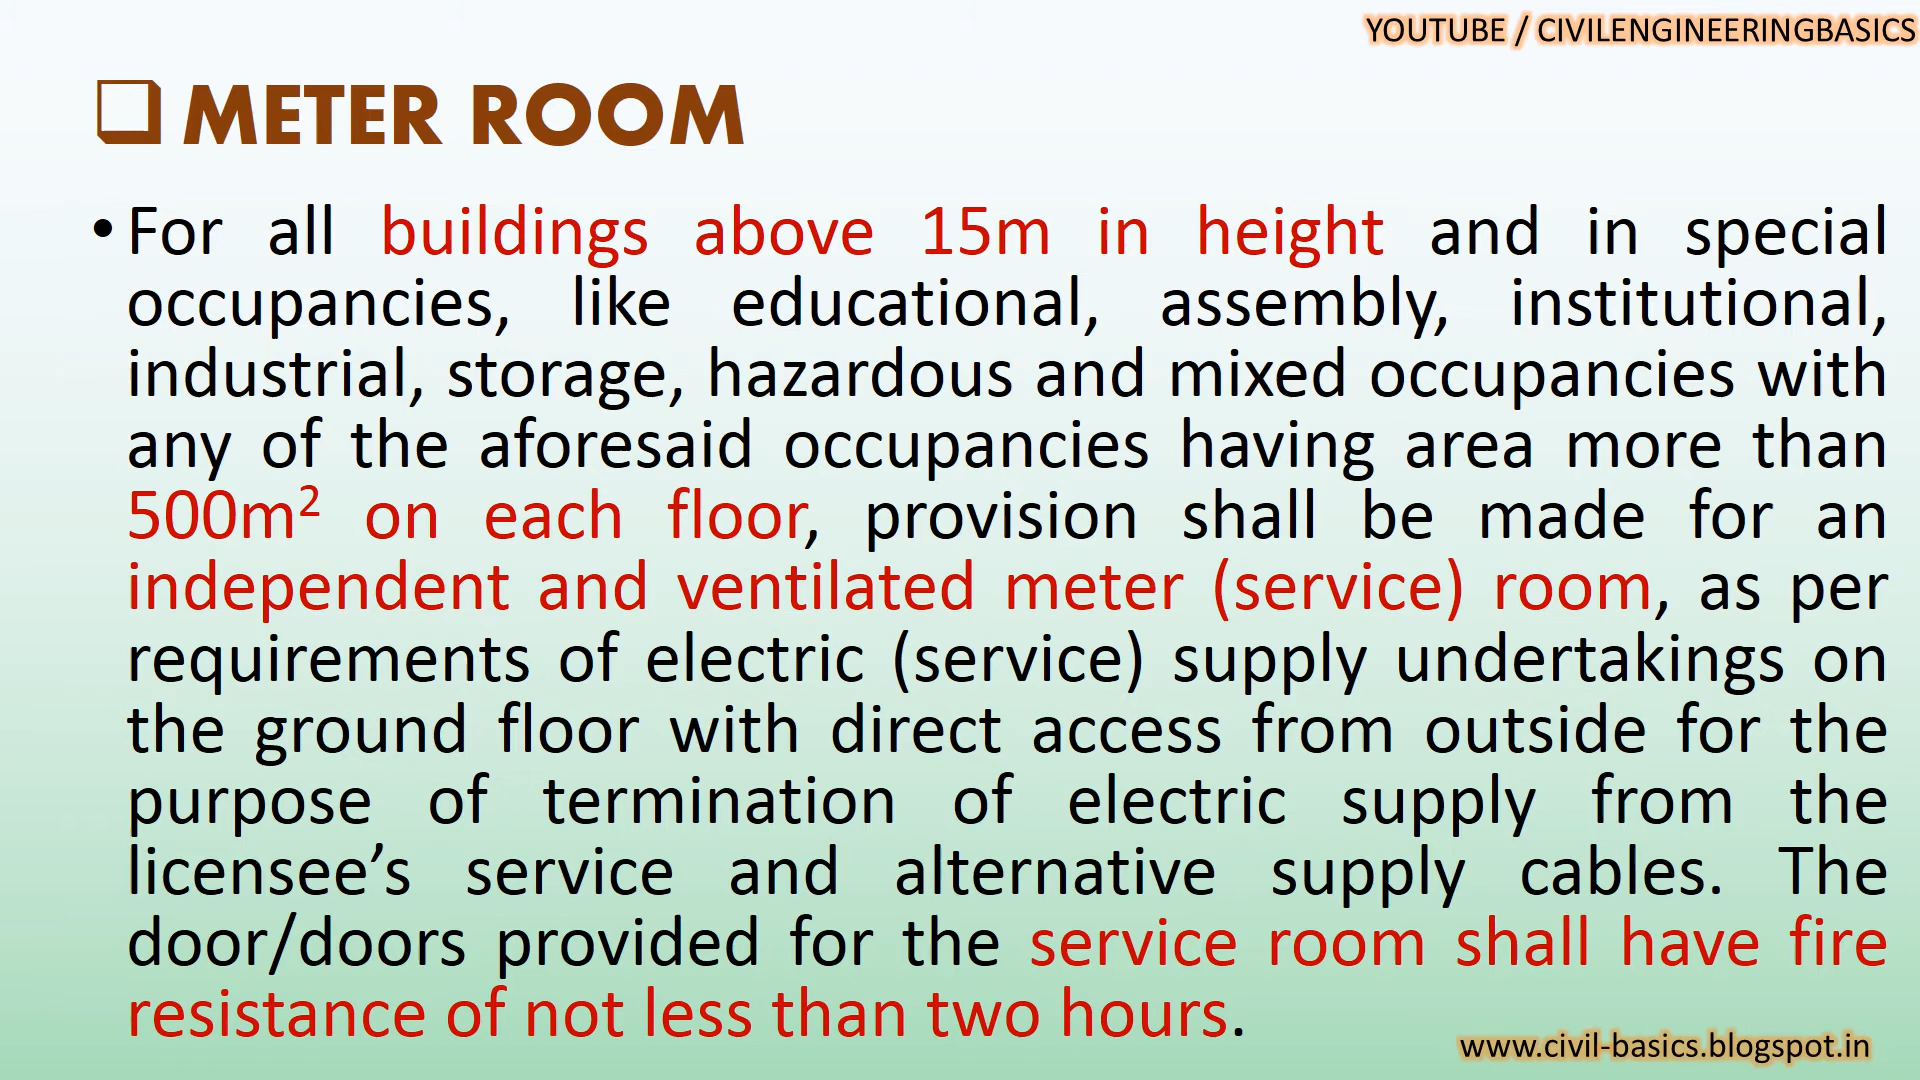 YOUTUBE / CIVILENGINEERINGBASICS
METER ROOM
• For all buildings above 15m in height and in special
occupancies, like educational, assembly, institutional,
industrial, storage, hazardous and mixed occupancies with
any of the aforesaid occupancies having area more than
500m² on each floor, provision shall be made for an
independent and ventilated meter (service) room, as per
requirements of electric (service) supply undertakings on
the ground floor with direct access from outside for the
purpose of termination of electric supply from the
licensee’s service and alternative supply cables. The
door/doors provided for the service room shall have fire
resistance of not less than two hours.
www.civil-basics.blogspot.in